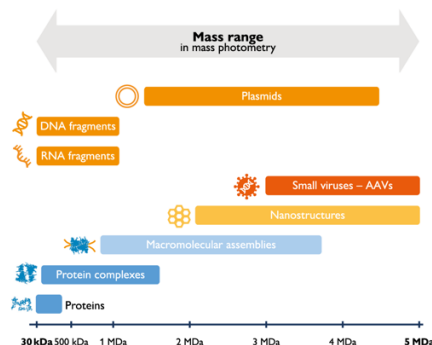 Mass range
in mass photometry
Plasmids
DNA fragments
RNA fragments
Small viruses – AAVs
Nanostructures
Macromolecular assemblies
Protein complexes
Proteins
30 kDa 500 kDa 1 MDa 2 MDa 3 MDa 4 MDa 5 MDa